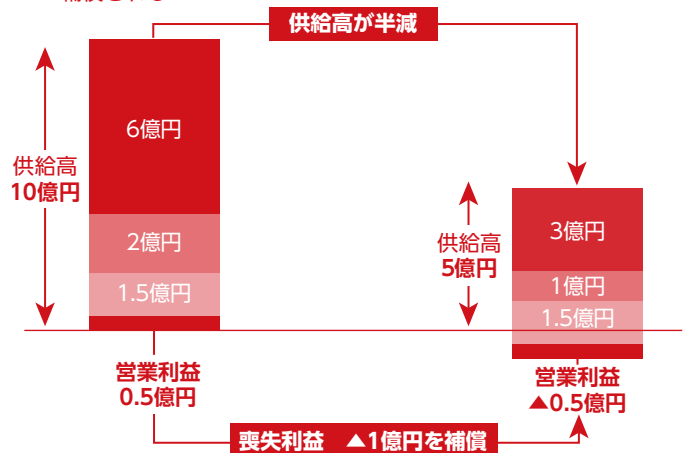 供給高が半減
6億円
供給高
10億円
2億円
1.5億円
営業利益
0.5億円
供給高
5億円
3億円
1億円
1.5億円
営業利益
▲0.5億円
喪失利益 ▲1億円を補償